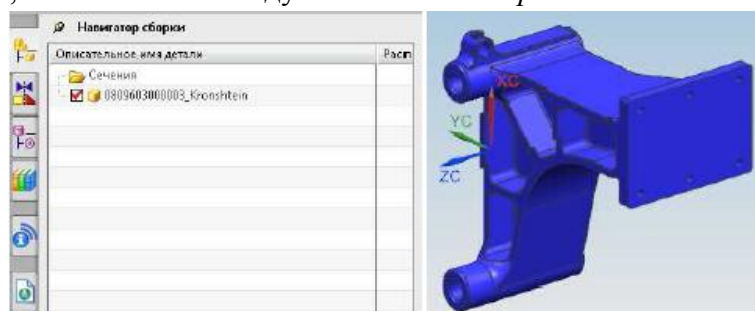 Навигатор сборки
Описательное имя детали
Расп
Сечения
0809603000003_Kronshtein
XC
YC
ZC